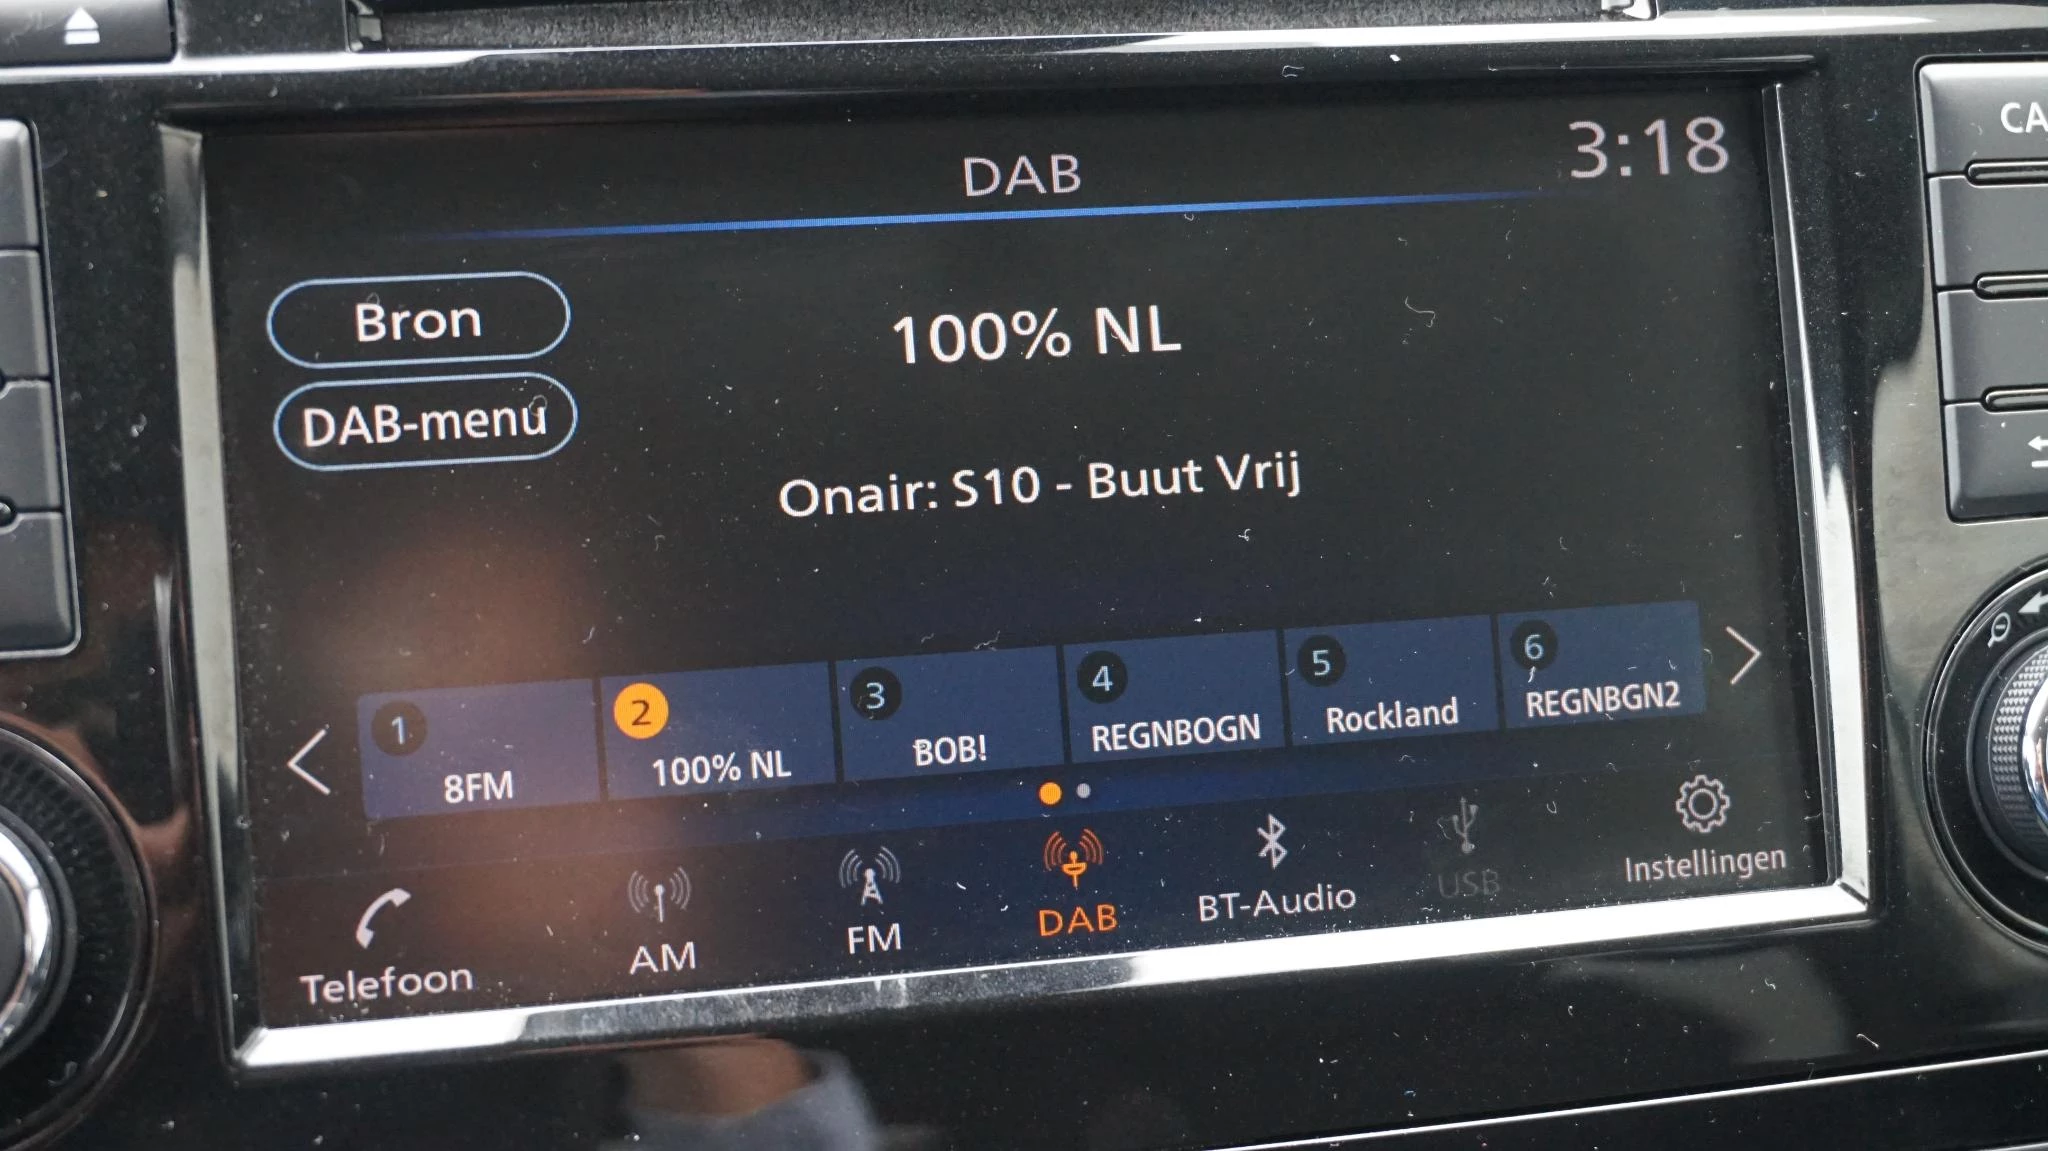 CA
DAB
3:18
Bron
100% NL
DAB-menu
Onair: S10 - Buut Vrij
1
8FM
2
100% NL
3
BOB!
4
REGNBOGN
5
Rockland
6
REGNBGN2
Telefoon
AM
FM
DAB
BT-Audio
USB
Instellingen